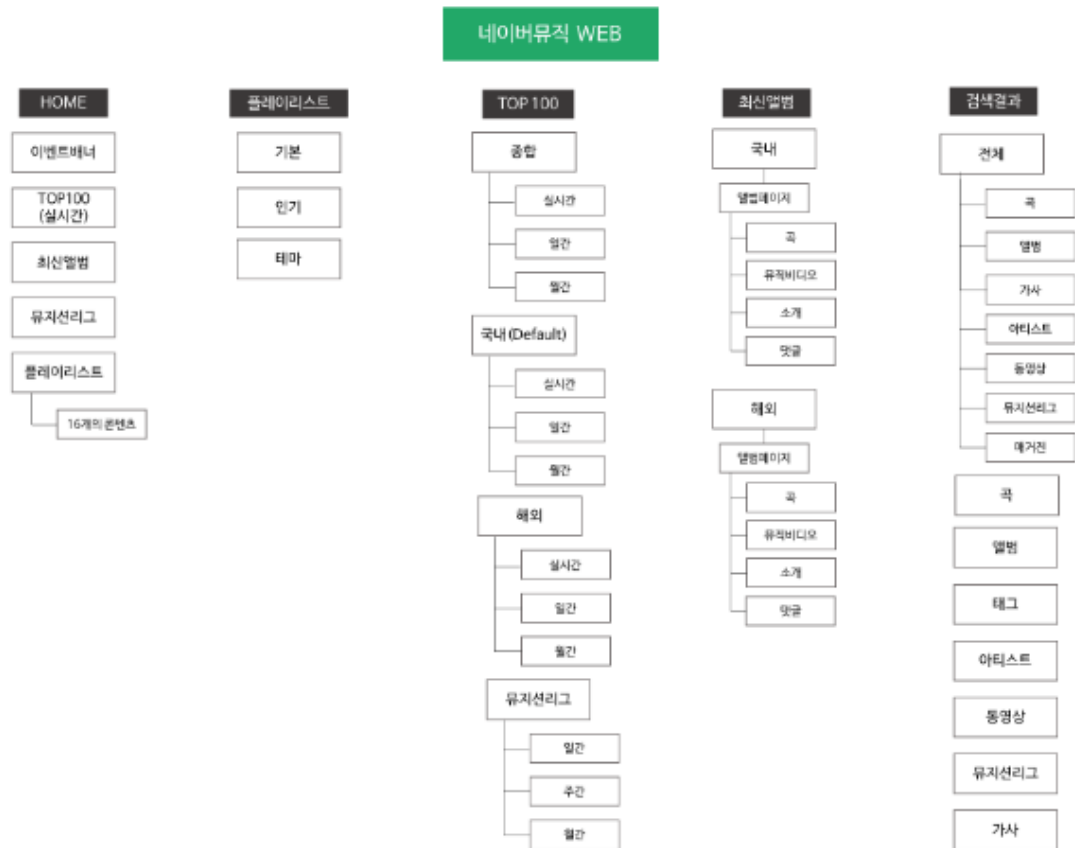 네이버뮤직 WEB
HOME
이벤트배너
TOP100
(실시간)
최신앨범
뮤지션리그
플레이리스트
16개의 콘텐츠
플레이리스트
기본
인기
테마
TOP 100
종합
실시간
일간
월간
국내(Default)
실시간
일간
월간
해외
실시간
일간
월간
뮤지션리그
일간
주간
월간
최신앨범
국내
앨범페이지
곡
뮤직비디오
소개
댓글
해외
앨범페이지
곡
뮤직비디오
소개
댓글
검색결과
전체
곡
앨범
가사
아티스트
동영상
뮤지션리그
매거진
곡
앨범
태그
아티스트
동영상
뮤지션리그
가사